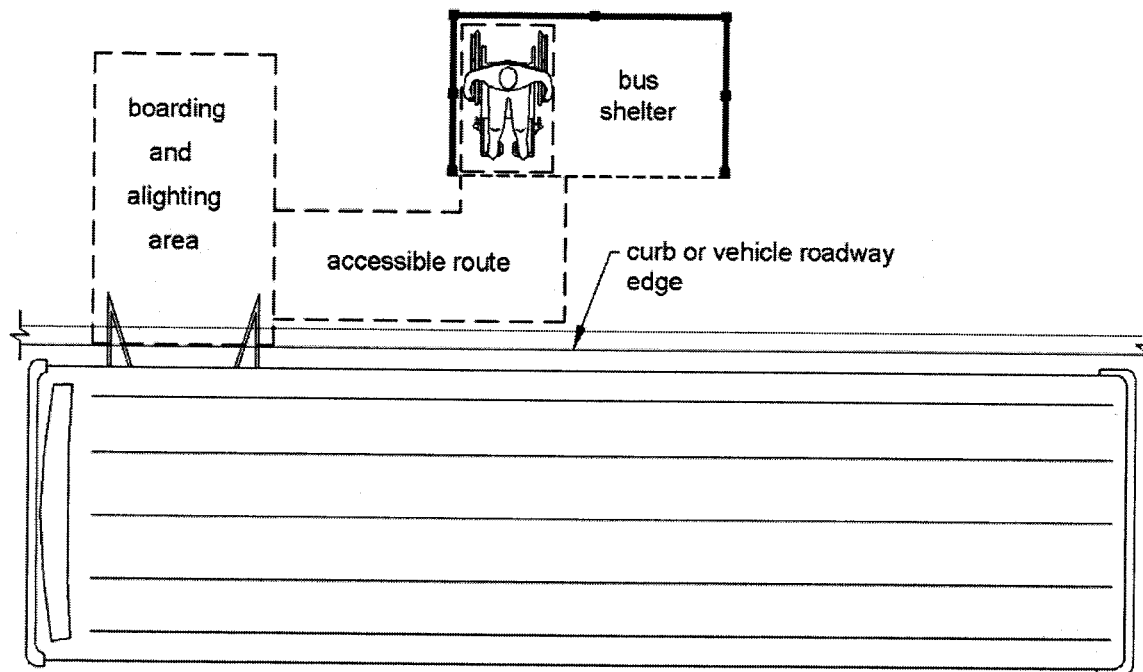 boarding
and
alighting
area
bus
shelter
accessible route
curb or vehicle roadway
edge